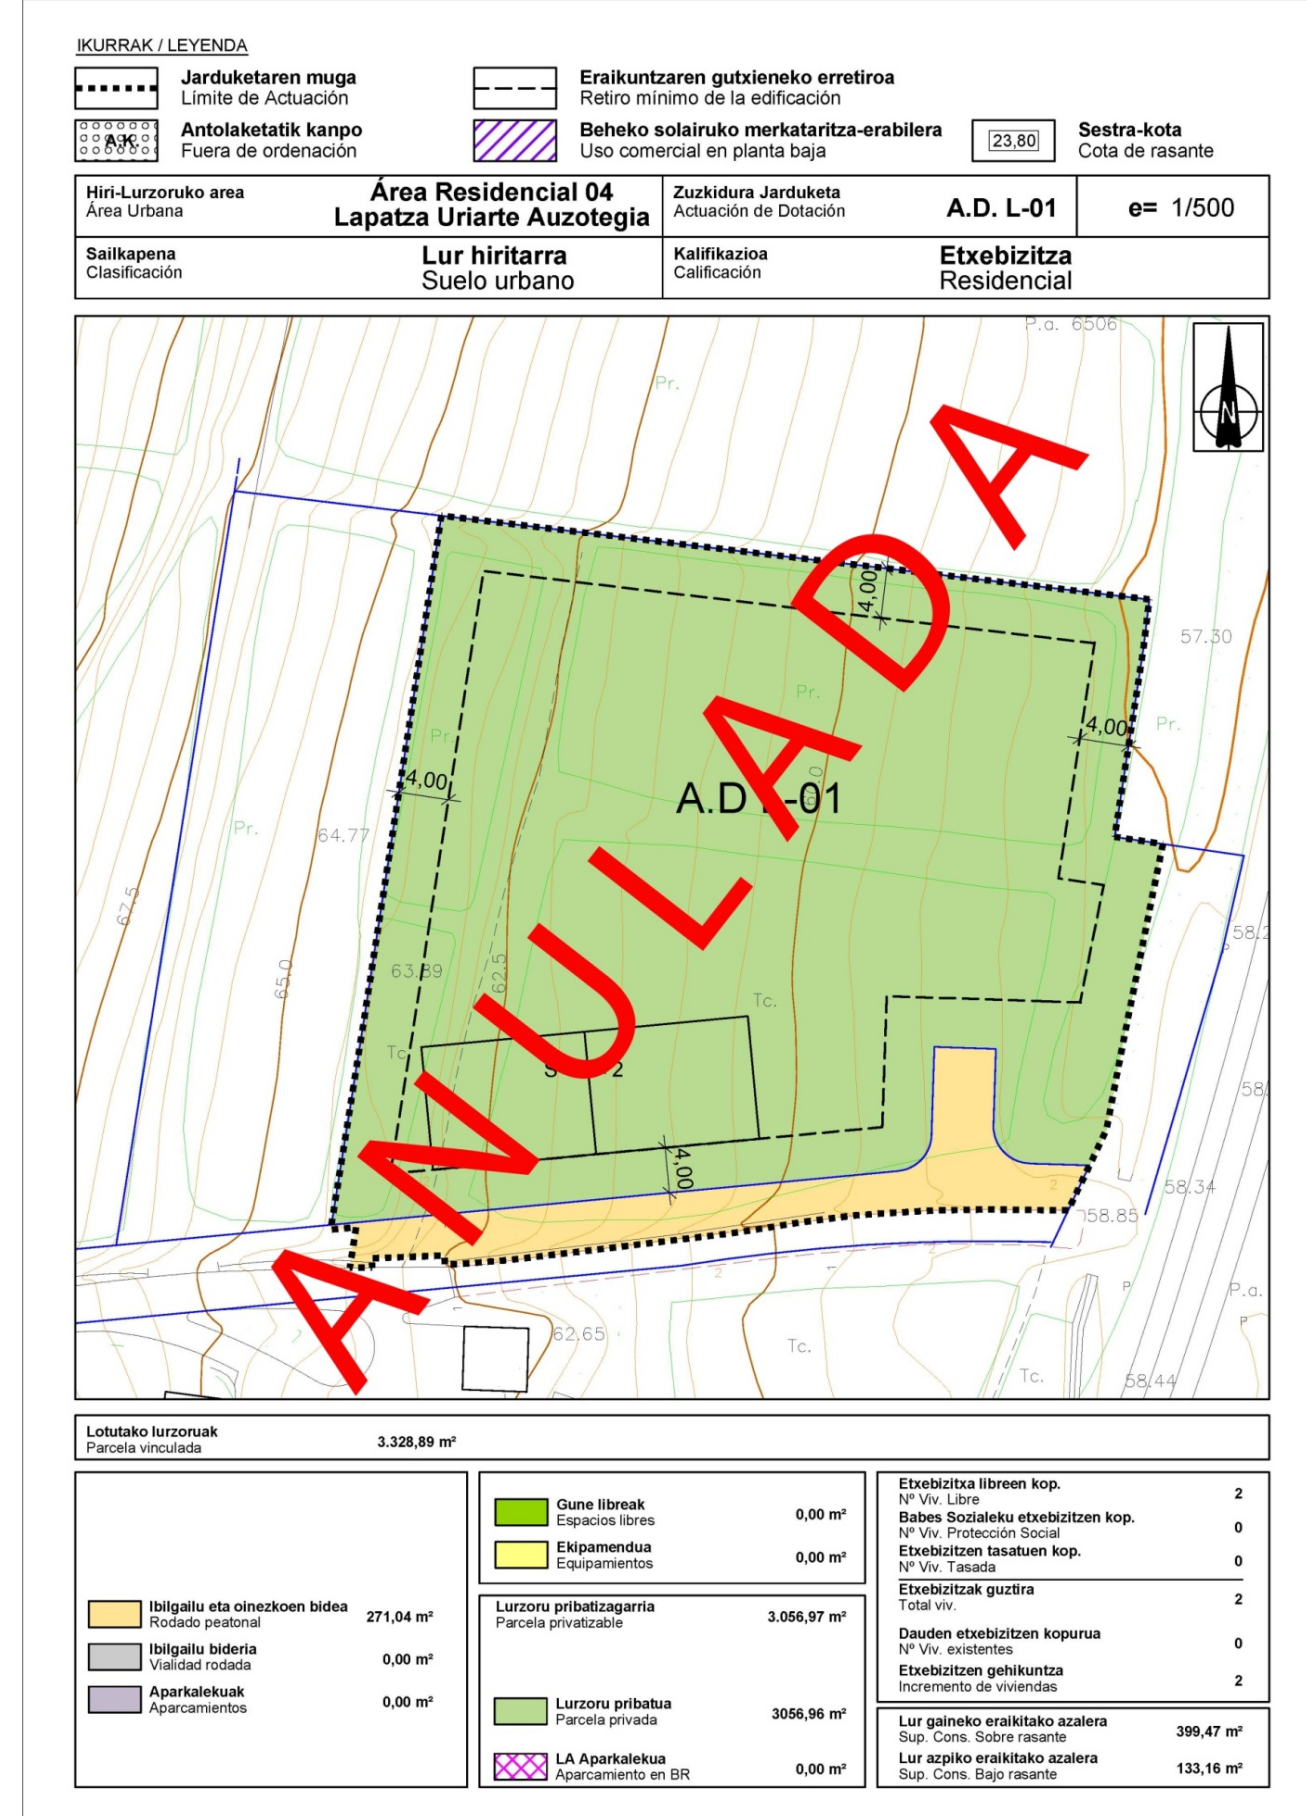 IKURRAK / LEYENDA
Jarduketaren muga
Límite de Actuación
Eraikuntzaren gutxieneko erretiroa
Retiro mínimo de la edificación
A.K.
Antolaketatik kanpo
Fuera de ordenación
Beheko solairuko merkataritza-erabilera
Uso comercial en planta baja
23,80
Sestra-kota
Cota de rasante
Hiri-Lurzoruko area
Área Urbana
Área Residencial 04
Lapatza Uriarte Auzotegia
Zuzkidura Jarduketa
Actuación de Dotación
A.D. L-01
e= 1/500
Sailkapena
Clasificación
Lur hiritarra
Suelo urbano
Kalifikazioa
Calificación
Etxebizitza
Residencial
P.a. 6506
N
Pr.
4,00
57.30
Pr.
Pr.
Pr.
4,00
4,00
A.D
-01
64.77
Pr.
67.5
65.0
63.89
62.5
Tc.
58.2
Tc
S
2
58.
4,00
2
58.34
58.85
2
2
1
1
P
P.a.
P
62.65
Tc.
Tc.
58.44
ANULADA
Lotutako lurzoruak
Parcela vinculada
3.328,89 m²
Ibilgailu eta oinezkoen bidea
Rodado peatonal
271,04 m²
Ibilgailu bideria
Vialidad rodada
0,00 m²
Aparkalekuak
Aparcamientos
0,00 m²
Gune libreak
Espacios libres
0,00 m²
Ekipamendua
Equipamientos
0,00 m²
Lurzoru pribatizagarria
Parcela privatizable
3.056,97 m²
Lurzoru pribatua
Parcela privada
3056,96 m²
LA Aparkalekua
Aparcamiento en BR
0,00 m²
Etxebizitxa libreen kop.
Nº Viv. Libre
2
Babes Sozialeku etxebizitzen kop.
Nº Viv. Protección Social
0
Etxebizitzen tasatuen kop.
Nº Viv. Tasada
0
Etxebizitzak guztira
Total viv.
2
Dauden etxebizitzen kopurua
Nº Viv. existentes
0
Etxebizitzen gehikuntza
Incremento de viviendas
2
Lur gaineko eraikitako azalera
Sup. Cons. Sobre rasante
399,47 m²
Lur azpiko eraikitako azalera
Sup. Cons. Bajo rasante
133,16 m²